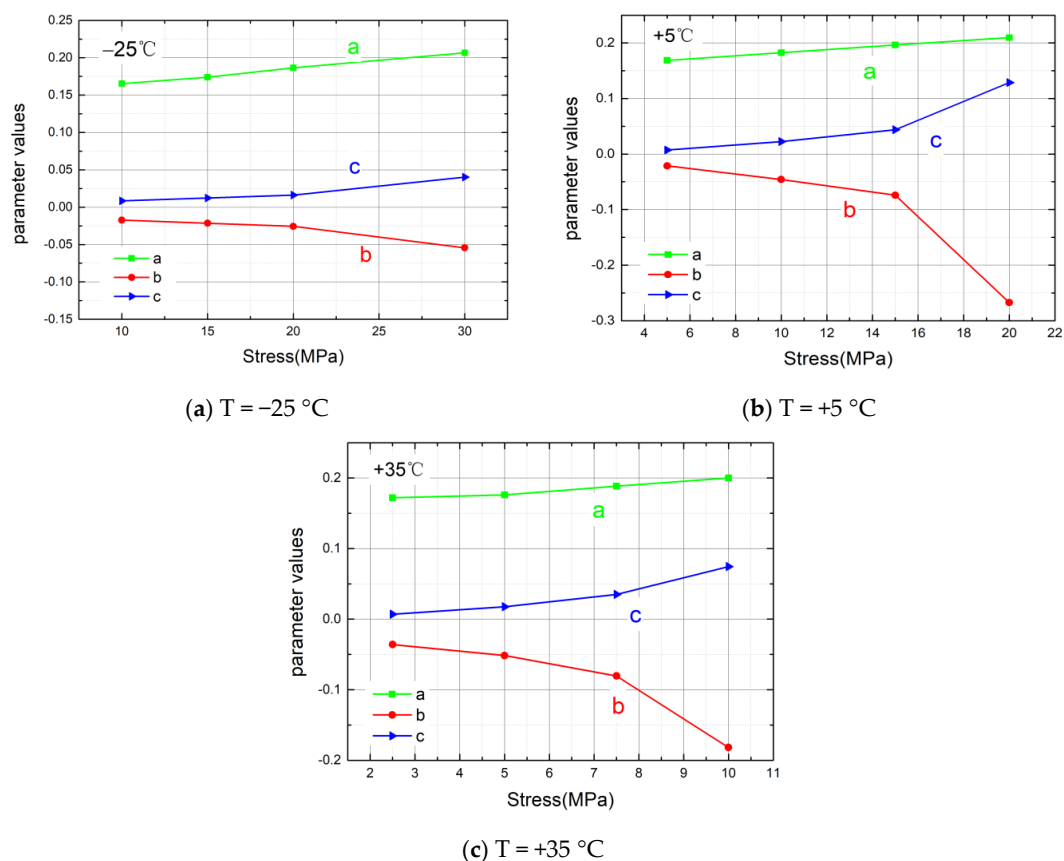 −25℃
a
c
b
0.25
0.20
0.15
0.10
0.05
0.00
-0.05
-0.10
-0.15
parameter values
a
b
c
10 15 20 25 30
Stress(MPa)
(a) T = −25 °C
+5℃
a
c
b
0.2
0.1
0.0
-0.1
-0.2
-0.3
parameter values
a
b
c
4 6 8 10 12 14 16 18 20 22
Stress(MPa)
(b) T = +5 °C
+35℃
a
c
b
0.2
0.1
0.0
-0.1
-0.2
parameter values
a
b
c
2 3 4 5 6 7 8 9 10 11
Stress(MPa)
(c) T = +35 °C